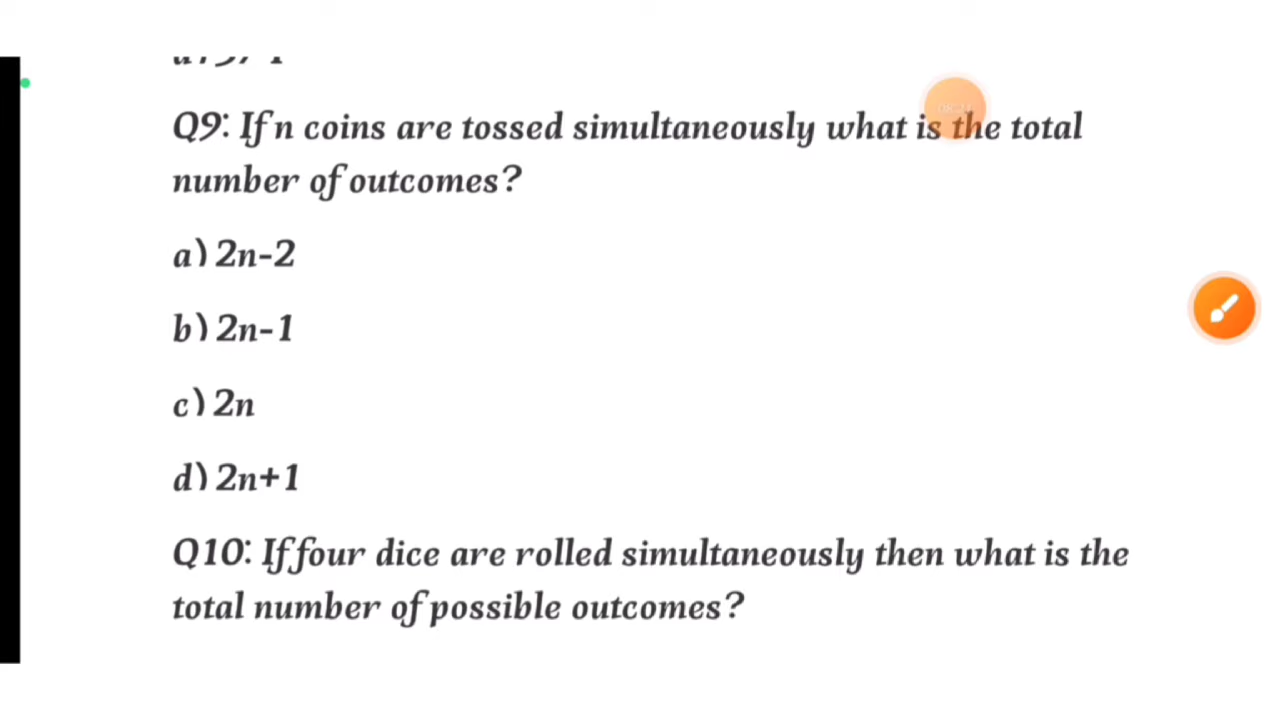 Q9: If n coins are tossed simultaneously what is the total
number of outcomes?
a) 2n-2
b) 2n-1
c) 2n
d) 2n+1
Q10: If four dice are rolled simultaneously then what is the
total number of possible outcomes?